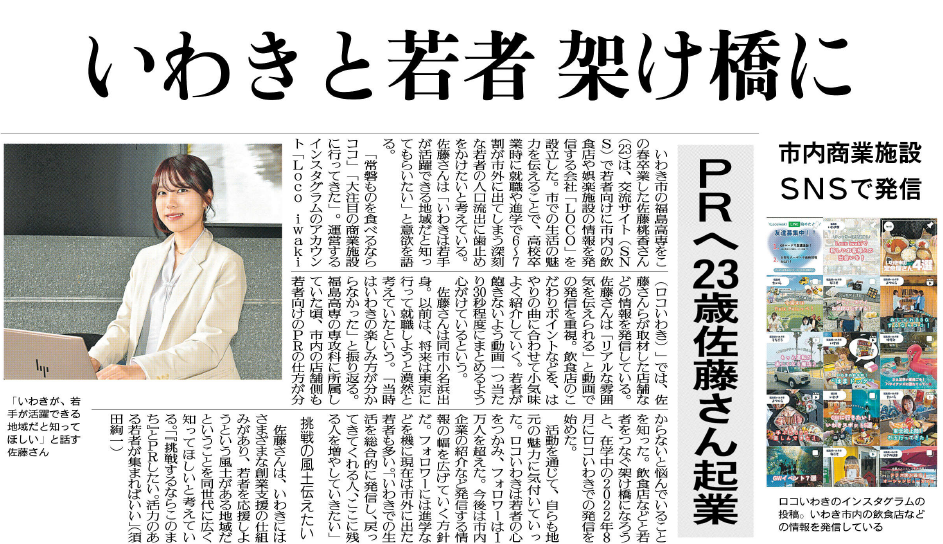 いわきと若者 架け橋に
市内商業施設
SNSで発信
PRへ23歳佐藤さん起業
いわき市の福島高専をこ
の春卒業した佐藤桃香さん
(23)は、交流サイト(SN
S)で若者向けに市内の飲
食店や娯楽施設の情報を発
信する会社「LOCO」を
設立した。市での生活の魅
力を伝えることで、高校卒
業時に就職や進学で6〜7
割が市外に出てしまう深刻
な若者の人口流出に歯止め
をかけたいと考えている。
佐藤さんは「いわきは若手
が活躍できる地域だと知っ
てもらいたい」と意欲を語
る。
「常磐ものを食べるなら
ココ」「大注目の商業施設
に行ってきた」。運営する
インスタグラムのアカウン
ト「Loco iwaki
(ロコいわき)」では、佐
藤さんらが取材した店舗な
どの情報を発信している。
佐藤さんは「リアルな雰囲
気を伝えられる」と動画で
の発信を重視。飲食店のこ
だわりポイントなどを、は
やりの曲に合わせて小気味
よく紹介していく。若者が
飽きないよう動画一つ当た
り30秒程度にまとめるよう
心がけているという。
佐藤さんは同市小名浜出
身。以前は、将来は東京に
行って就職しようと漠然と
考えていたという。「当時
はいわきの楽しみ方が分か
らなかった」と振り返る。
福島高専の専攻科に所属し
ていた頃、市内の店舗側も
若者向けのPRの仕方が分
からないと悩んでいること
を知った。飲食店などと若
者をつなぐ架け橋になろう
と、在学中の2022年8
月にロコいわきでの発信を
始めた。
活動を通じて、自らも地
元の魅力に気付いていっ
た。ロコいわきは若者の心
をつかみ、フォロワーは1
万人を超えた。今後は市内
企業の紹介など発信する情
報の幅を広げていく方針
だ。フォロワーには進学な
どを機に現在は市外に出た
若者も多い。「いわきでの生
活を総合的に発信し、戻っ
てきてくれる人、ここに残
る人を増やしていきたい」
挑戦の風土伝えたい
佐藤さんは、いわきには
さまざまな創業支援の仕組
みがあり、若者を応援しよ
うという風土がある地域だ
ということを同世代に広く
知ってほしいと考えてい
る。「『挑戦するならこのま
ち』とPRしたい。活力のあ
る若者が集まればいい」(須
田絢一)
「いわきが、若
手が活躍できる
地域だと知って
ほしい」と話す
佐藤さん
ロコいわきのインスタグラムの
投稿。いわき市内の飲食店など
の情報を発信している
hp
友達募集中!
4選